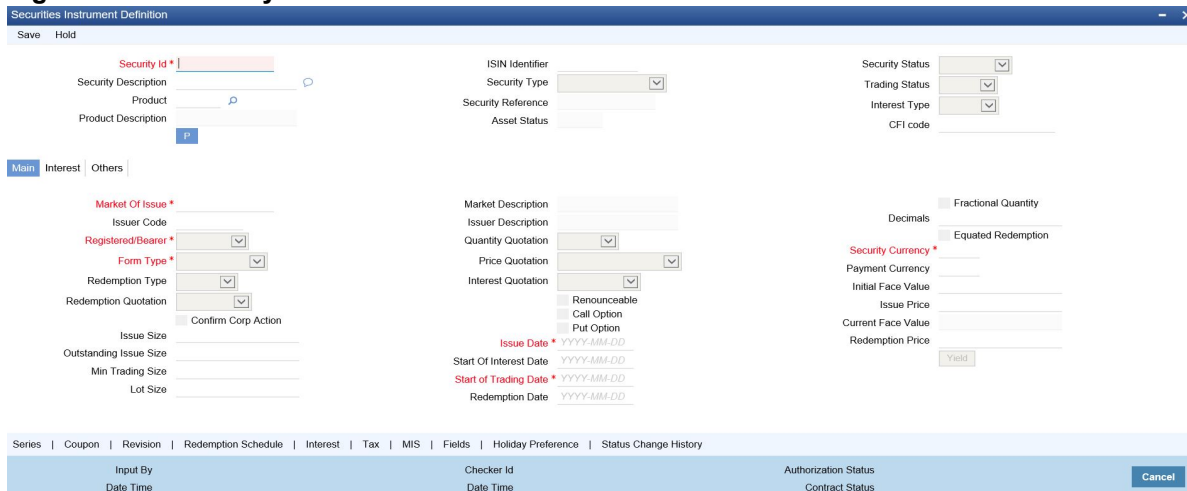 Securities Instrument Definition
Save Hold
Security Id *
Security Description
Product
Product Description
P
ISIN Identifier
Security Type
Security Reference
Asset Status
Security Status
Trading Status
Interest Type
CFI code
Main Interest Others
Market Of Issue *
Issuer Code
Registered/Bearer *
Form Type *
Redemption Type
Redemption Quotation
Confirm Corp Action
Issue Size
Outstanding Issue Size
Min Trading Size
Lot Size
Market Description
Issuer Description
Quantity Quotation
Price Quotation
Interest Quotation
Renounceable
Call Option
Put Option
Issue Date * YYYY-MM-DD
Start Of Interest Date YYYY-MM-DD
Start of Trading Date * YYYY-MM-DD
Redemption Date YYYY-MM-DD
Fractional Quantity
Decimals
Equated Redemption
Security Currency *
Payment Currency
Initial Face Value
Issue Price
Current Face Value
Redemption Price
Yield
Series | Coupon | Revision | Redemption Schedule | Interest | Tax | MIS | Fields | Holiday Preference | Status Change History
Input By
Date Time
Checker Id
Date Time
Authorization Status
Contract Status
Cancel